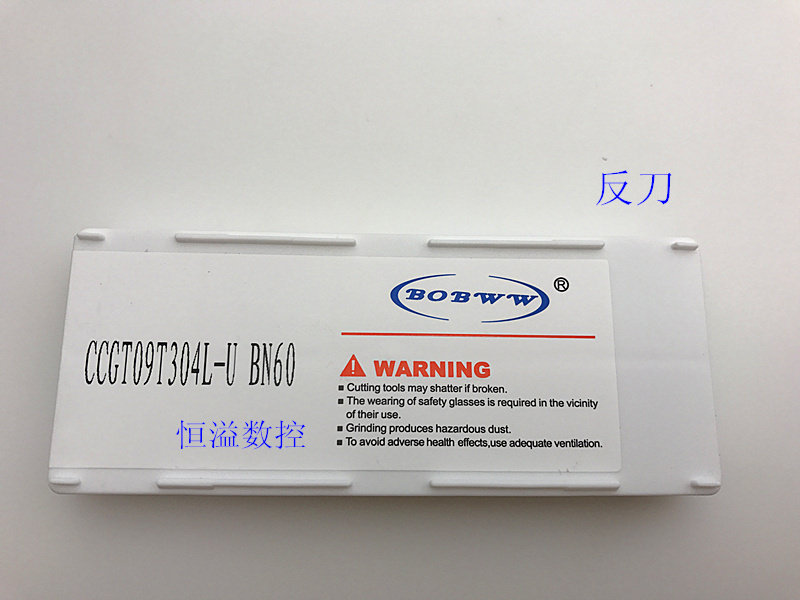 反刀
BOBWW®
CCGT09T304L-U BN60
WARNING
■ Cutting tools may shatter if broken.
■ The wearing of safety glasses is required in the vicinity
of their use.
■ Grinding produces hazardous dust.
■ To avoid adverse health effects,use adequate ventilation.
恒溢数控